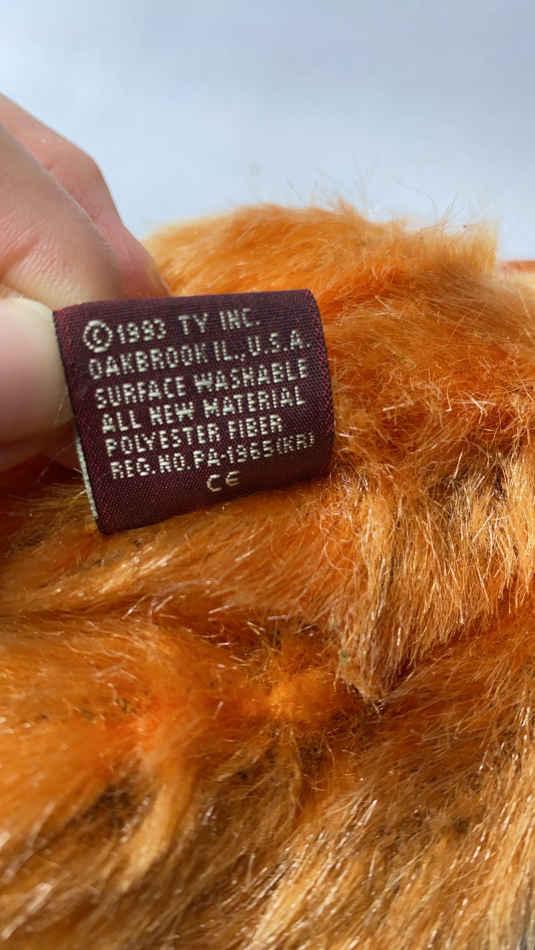 © 1993 TY INC.
OAKBROOK IL., U.S.A.
SURFACE WASHABLE
ALL NEW MATERIAL
POLYESTER FIBER
REG. NO. PA-1965(KR)
CE